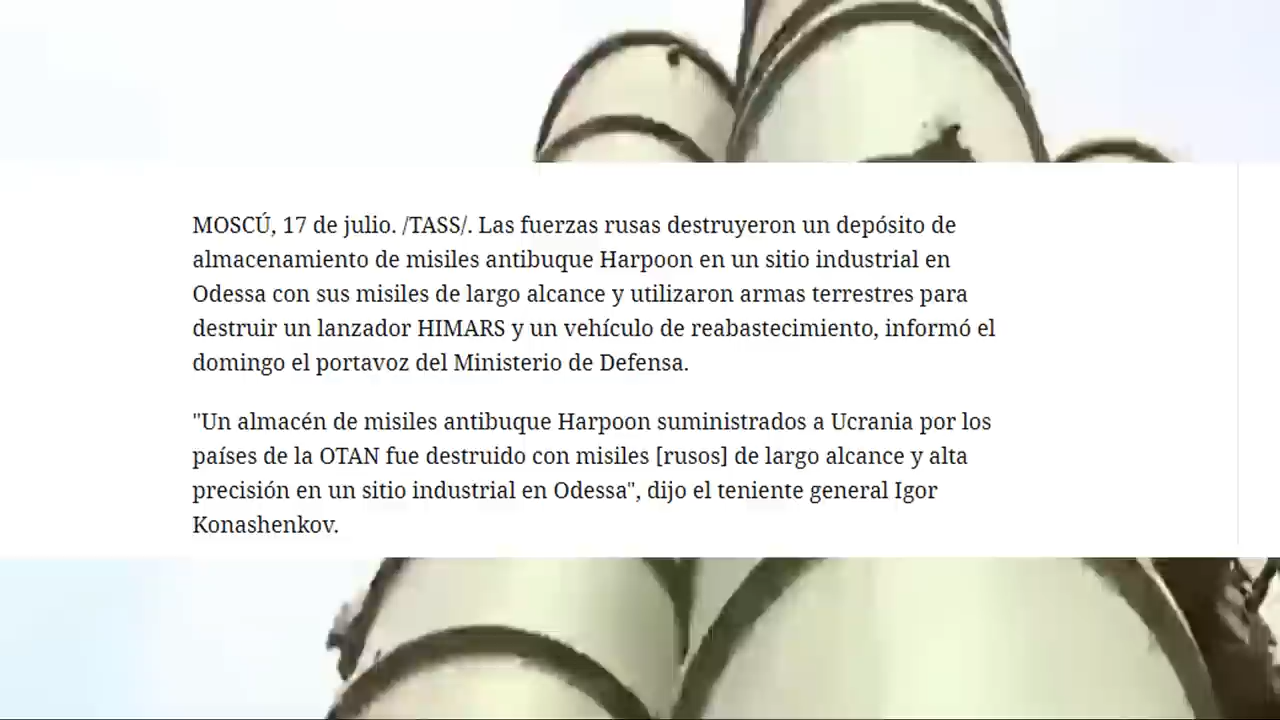 MOSCÚ, 17 de julio. /TASS/. Las fuerzas rusas destruyeron un depósito de
almacenamiento de misiles antibuque Harpoon en un sitio industrial en
Odessa con sus misiles de largo alcance y utilizaron armas terrestres para
destruir un lanzador HIMARS y un vehículo de reabastecimiento, informó el
domingo el portavoz del Ministerio de Defensa.
"Un almacén de misiles antibuque Harpoon suministrados a Ucrania por los
países de la OTAN fue destruido con misiles [rusos] de largo alcance y alta
precisión en un sitio industrial en Odessa", dijo el teniente general Igor
Konashenkov.